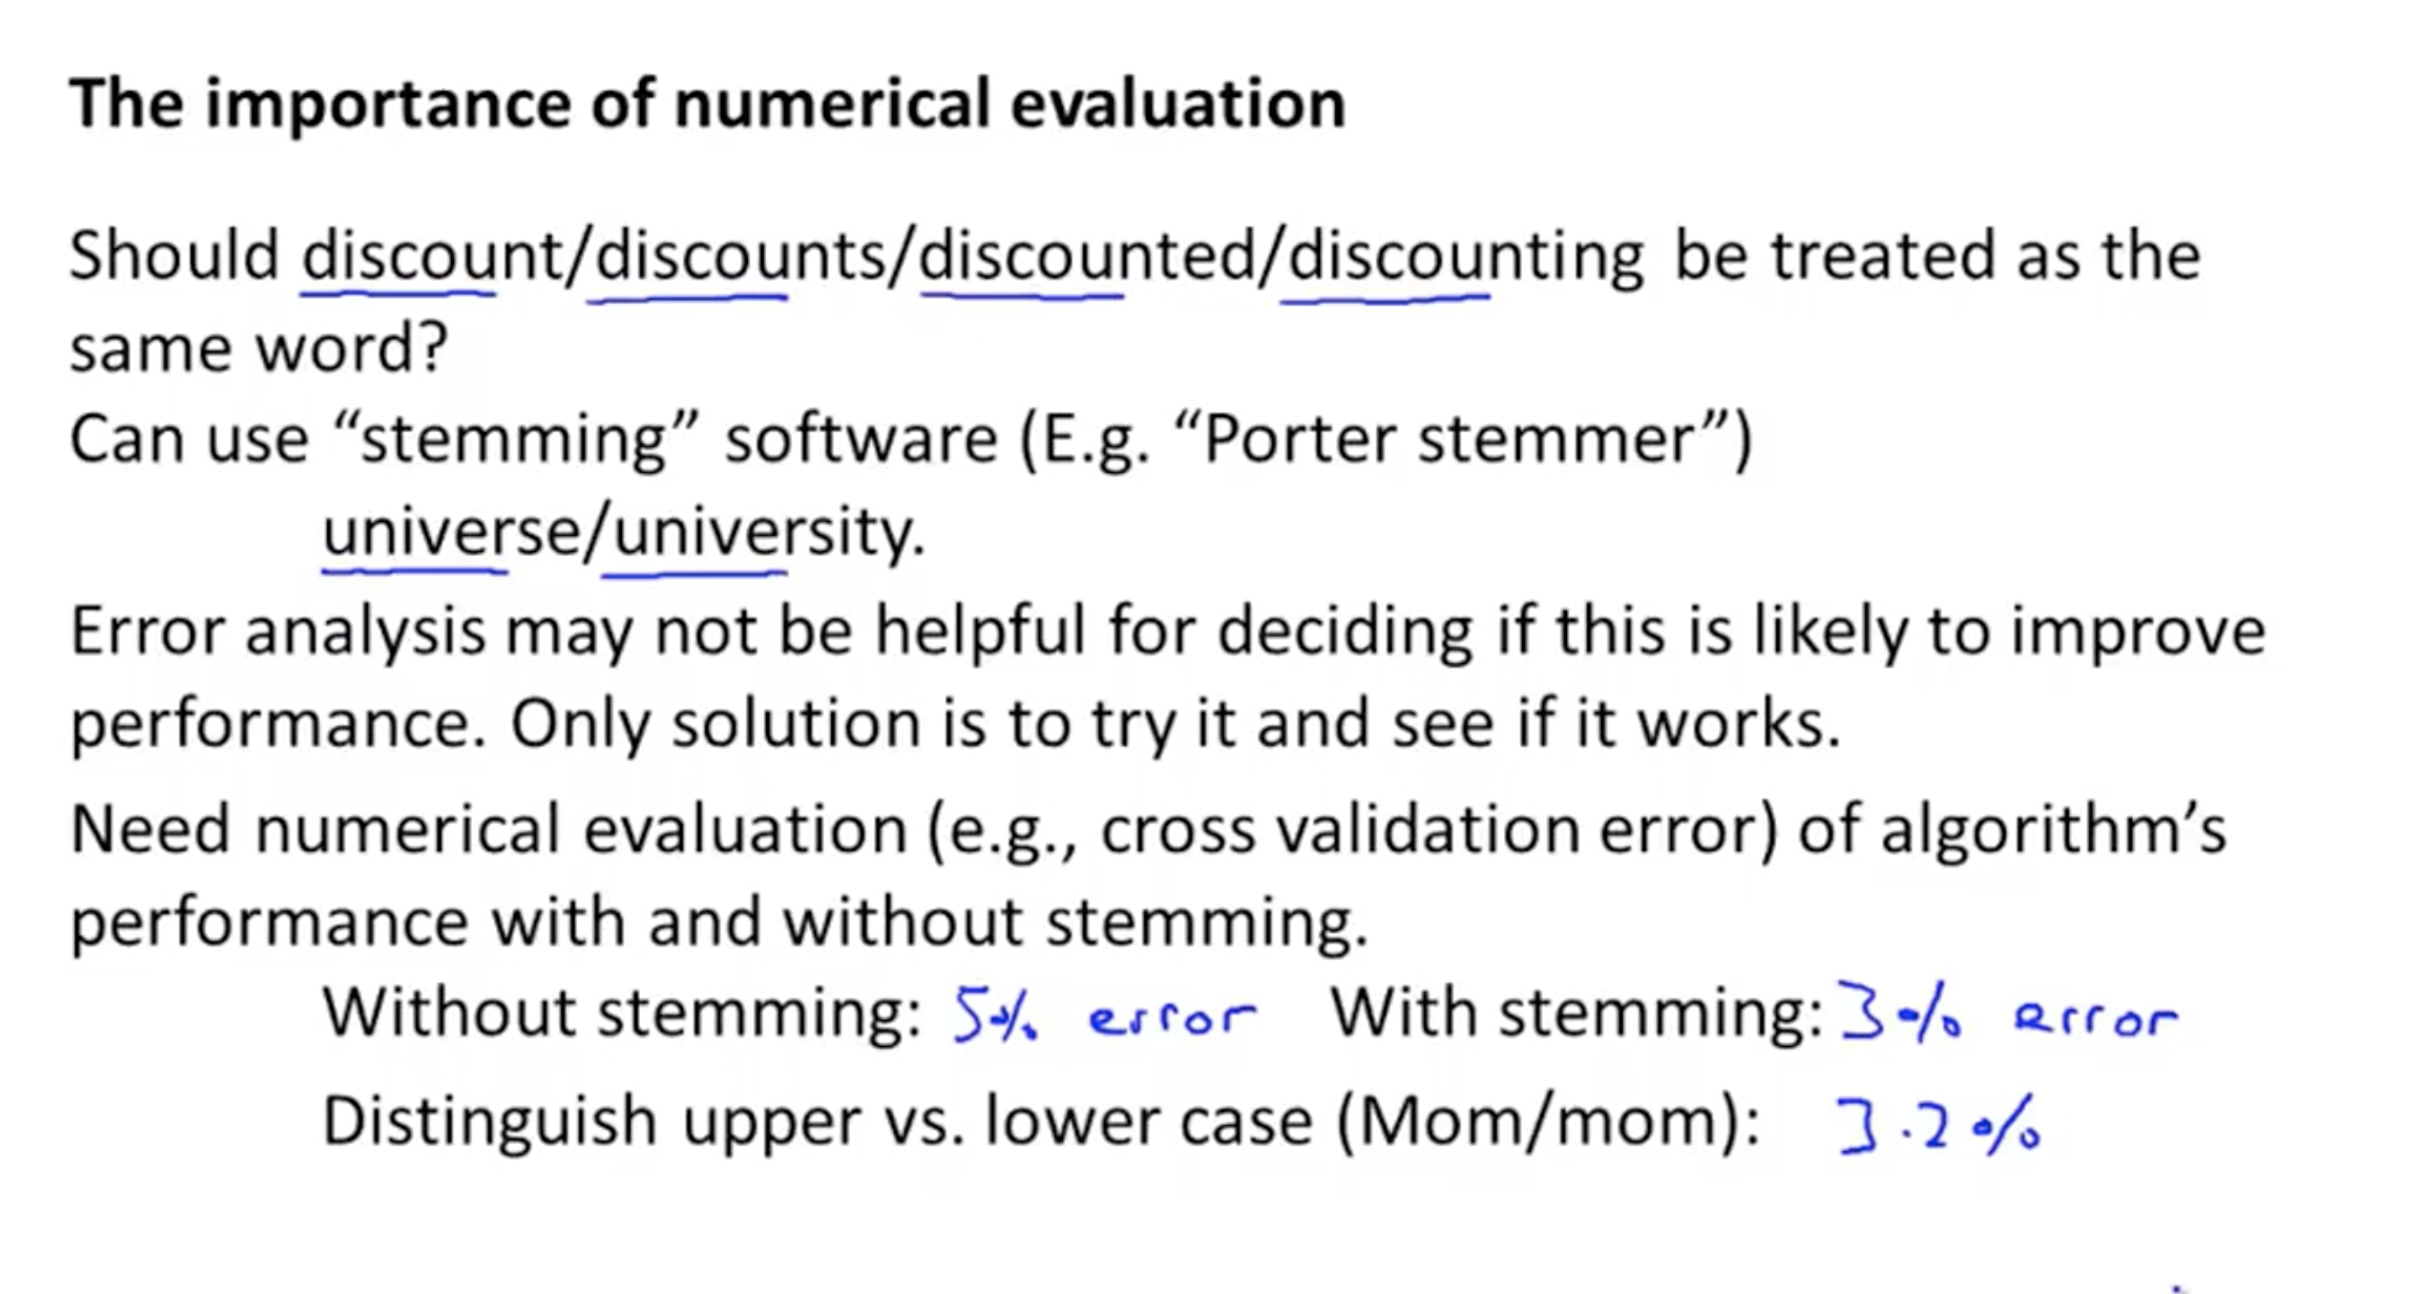 The importance of numerical evaluation
Should discount/discounts/discounted/discounting be treated as the
same word?
Can use “stemming” software (E.g. “Porter stemmer”)
universe/university.
Error analysis may not be helpful for deciding if this is likely to improve
performance. Only solution is to try it and see if it works.
Need numerical evaluation (e.g., cross validation error) of algorithm’s
performance with and without stemming.
Without stemming: 5% error With stemming: 3% error
Distinguish upper vs. lower case (Mom/mom): 3.2%